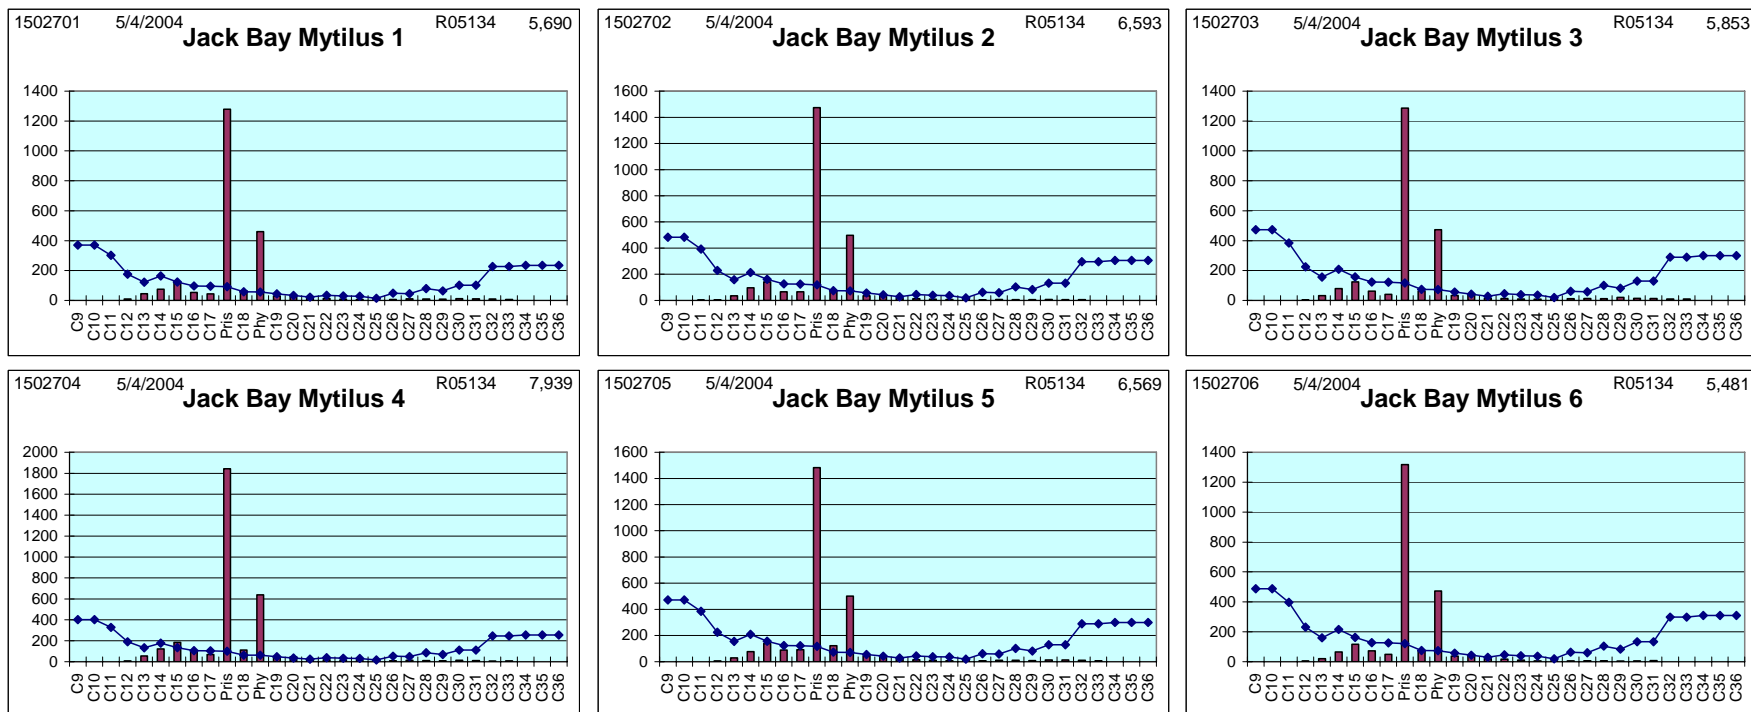 1502701 5/4/2004 R05134 5,690
Jack Bay Mytilus 1
1400
1200
1000
800
600
400
200
0
C9 C10 C11 C12 C13 C14 C15 C16 C17 Pris C18 Phy C19 C20 C21 C22 C23 C24 C25 C26 C27 C28 C29 C30 C31 C32 C33 C34 C35 C36
1502702 5/4/2004 R05134 6,593
Jack Bay Mytilus 2
1600
1400
1200
1000
800
600
400
200
0
C9 C10 C11 C12 C13 C14 C15 C16 C17 Pris C18 Phy C19 C20 C21 C22 C23 C24 C25 C26 C27 C28 C29 C30 C31 C32 C33 C34 C35 C36
1502703 5/4/2004 R05134 5,853
Jack Bay Mytilus 3
1400
1200
1000
800
600
400
200
0
C9 C10 C11 C12 C13 C14 C15 C16 C17 Pris C18 Phy C19 C20 C21 C22 C23 C24 C25 C26 C27 C28 C29 C30 C31 C32 C33 C34 C35 C36
1502704 5/4/2004 R05134 7,939
Jack Bay Mytilus 4
2000
1800
1600
1400
1200
1000
800
600
400
200
0
C9 C10 C11 C12 C13 C14 C15 C16 C17 Pris C18 Phy C19 C20 C21 C22 C23 C24 C25 C26 C27 C28 C29 C30 C31 C32 C33 C34 C35 C36
1502705 5/4/2004 R05134 6,569
Jack Bay Mytilus 5
1600
1400
1200
1000
800
600
400
200
0
C9 C10 C11 C12 C13 C14 C15 C16 C17 Pris C18 Phy C19 C20 C21 C22 C23 C24 C25 C26 C27 C28 C29 C30 C31 C32 C33 C34 C35 C36
1502706 5/4/2004 R05134 5,481
Jack Bay Mytilus 6
1400
1200
1000
800
600
400
200
0
C9 C10 C11 C12 C13 C14 C15 C16 C17 Pris C18 Phy C19 C20 C21 C22 C23 C24 C25 C26 C27 C28 C29 C30 C31 C32 C33 C34 C35 C36